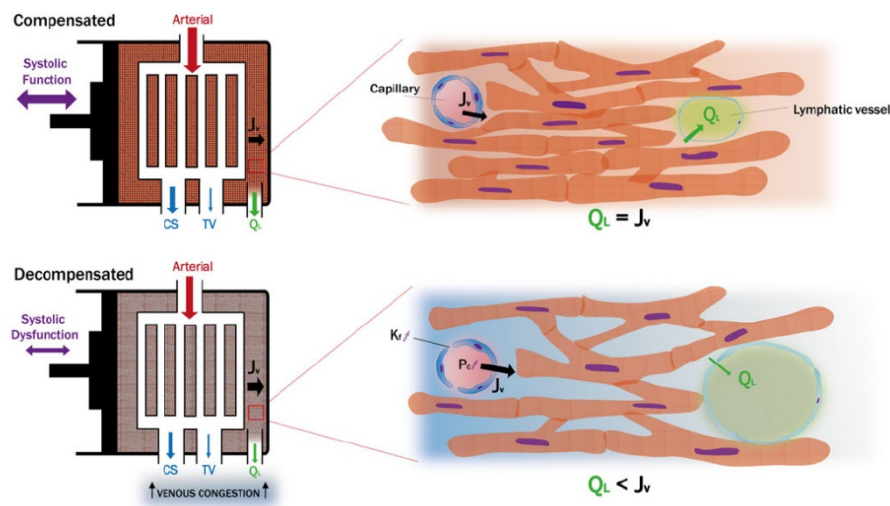 Compensated
Arterial
Systolic
Function
Jv
CS
TV
QL
Capillary
Jv
QL
Lymphatic vessel
QL = Jv
Decompensated
Arterial
Systolic
Dysfunction
Jv
CS
TV
QL
↑ VENOUS CONGESTION ↑
Kf
Pc
Jv
QL
QL < Jv